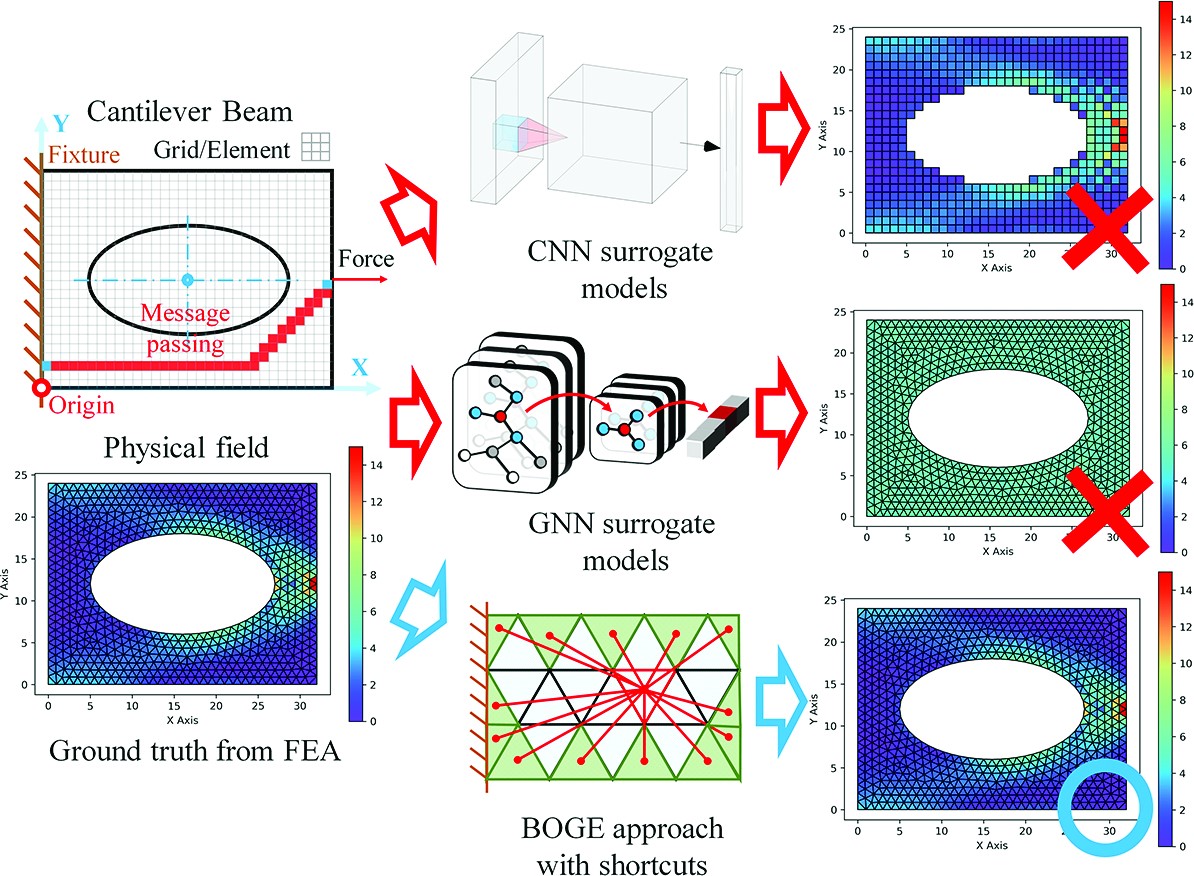 Cantilever Beam
Y
Fixture
Grid/Element
Force
Message
passing
X
Origin
Physical field
25
20
15
10
5
0
Y Axis
0 5 10 15 20 25 30
X Axis
14
12
10
8
6
4
2
0
Ground truth from FEA
CNN surrogate
models
25
20
15
10
5
0
Y Axis
0 5 10 15 20 25 30
X Axis
14
12
10
8
6
4
2
0
GNN surrogate
models
25
20
15
10
5
0
Y Axis
0 5 10 15 20 25 30
X Axis
14
12
10
8
6
4
2
0
BOGE approach
with shortcuts
25
20
15
10
5
0
Y Axis
0 5 10 15 20 25 30
X Axis
14
12
10
8
6
4
2
0